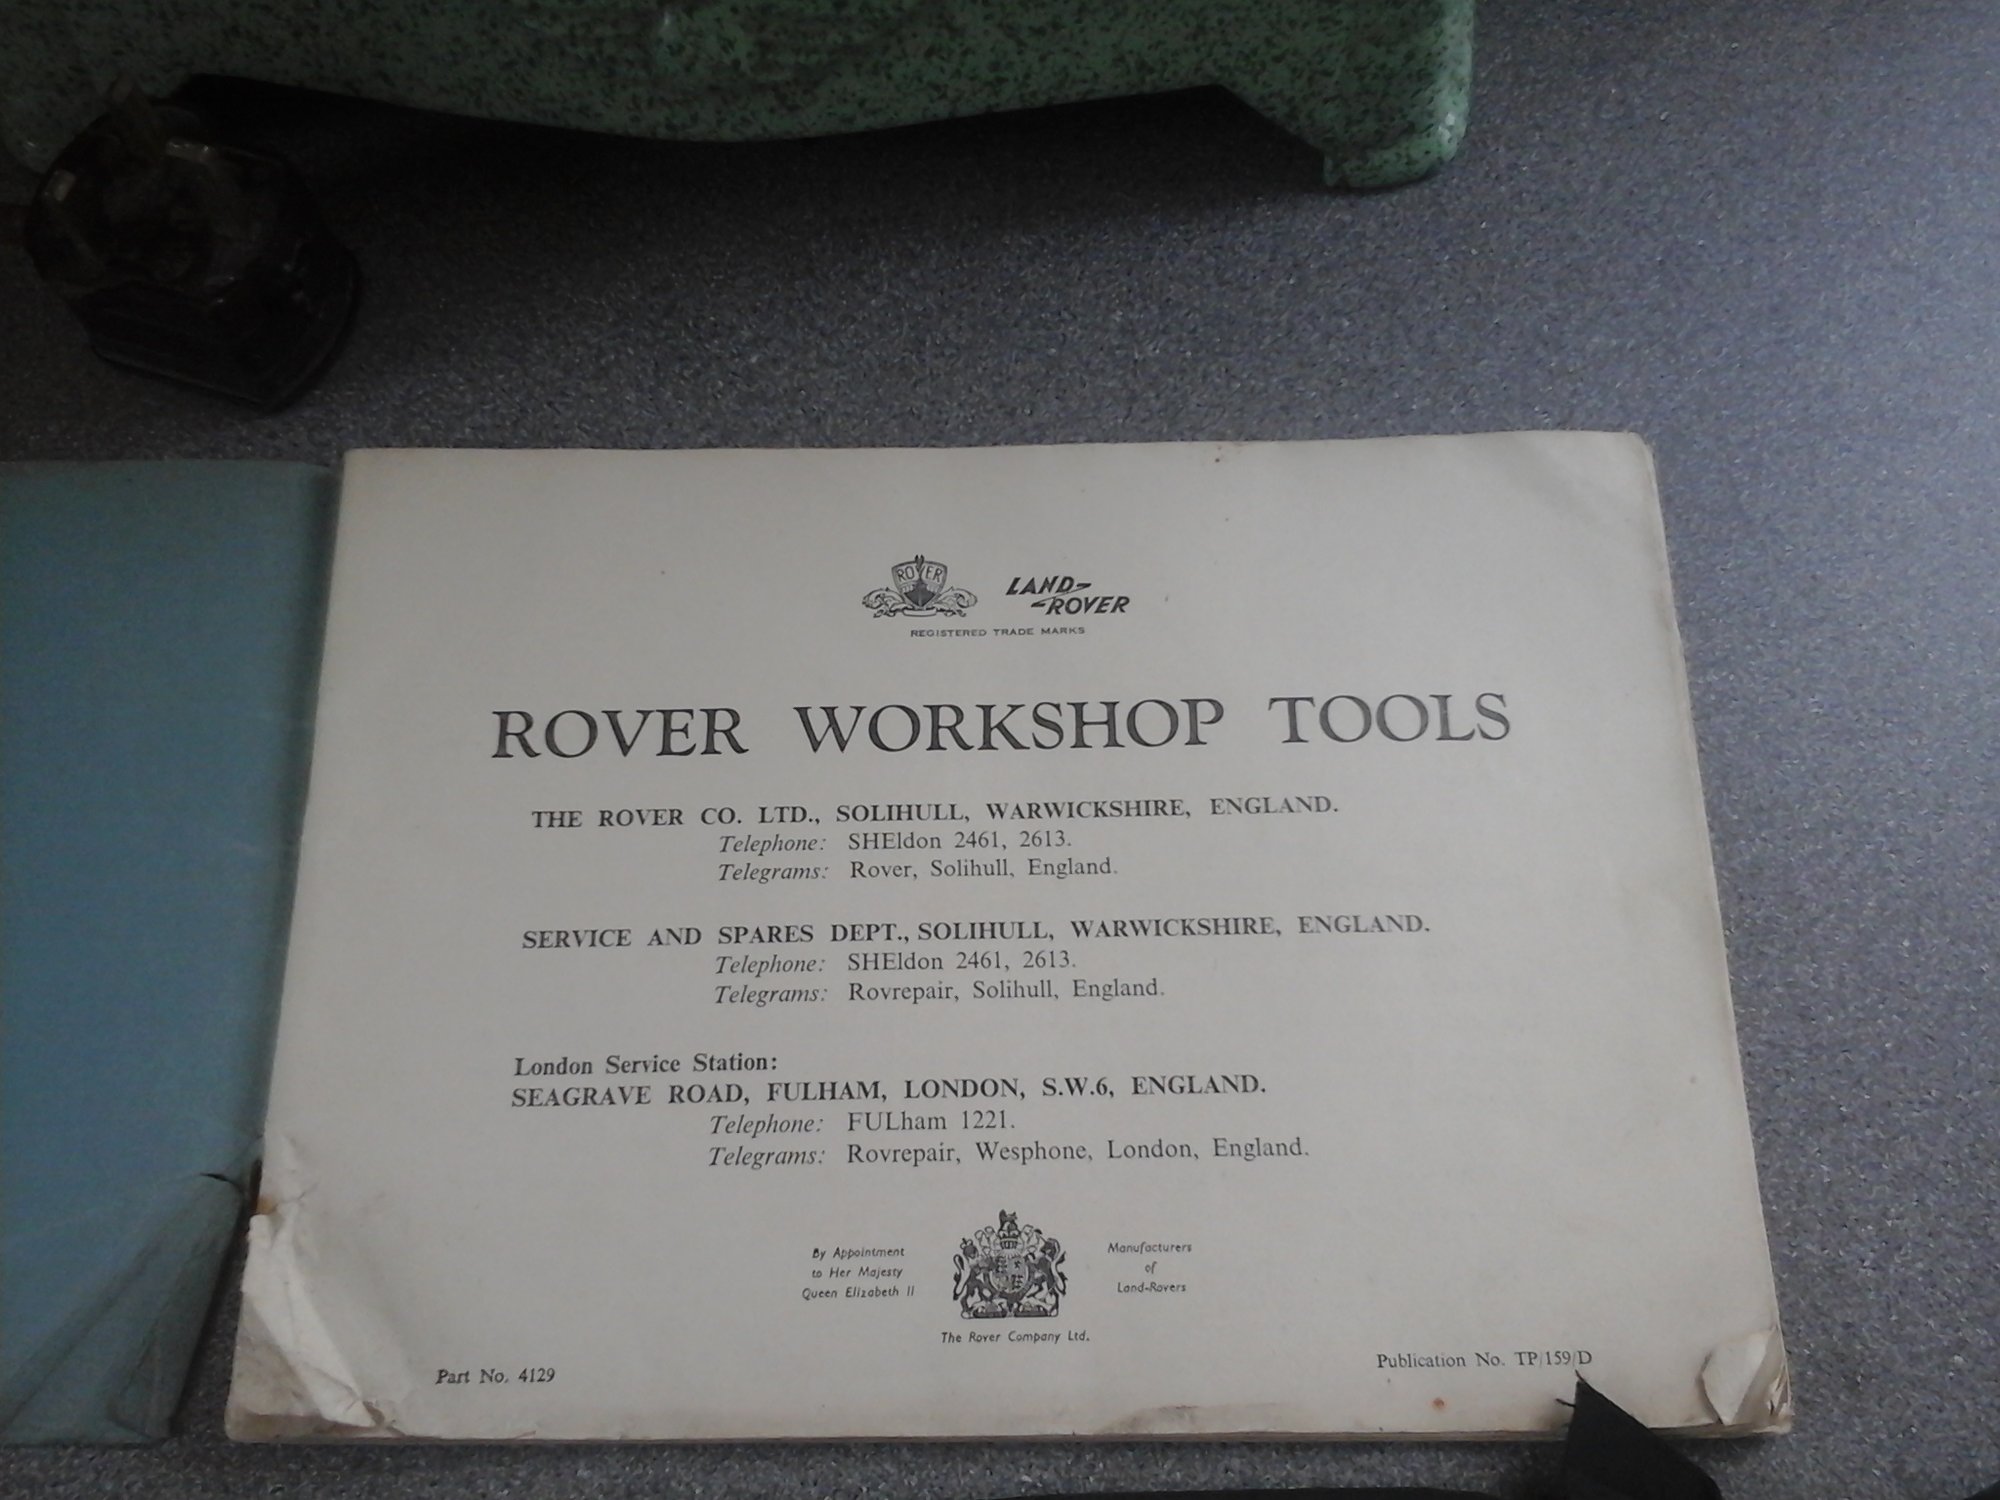 ROVER
LAND-
-ROVER
REGISTERED TRADE MARKS
ROVER WORKSHOP TOOLS
THE ROVER CO. LTD., SOLIHULL, WARWICKSHIRE, ENGLAND.
Telephone: SHEldon 2461, 2613.
Telegrams: Rover, Solihull, England.
SERVICE AND SPARES DEPT., SOLIHULL, WARWICKSHIRE, ENGLAND.
Telephone: SHEldon 2461, 2613.
Telegrams: Rovrepair, Solihull, England.
London Service Station:
SEAGRAVE ROAD, FULHAM, LONDON, S.W.6, ENGLAND.
Telephone: FULham 1221.
Telegrams: Rovrepair, Wesphone, London, England.
By Appointment
to Her Majesty
Queen Elizabeth II
Manufacturers
of
Land-Rovers
The Rover Company Ltd.
Part No. 4129
Publication No. TP/159/D